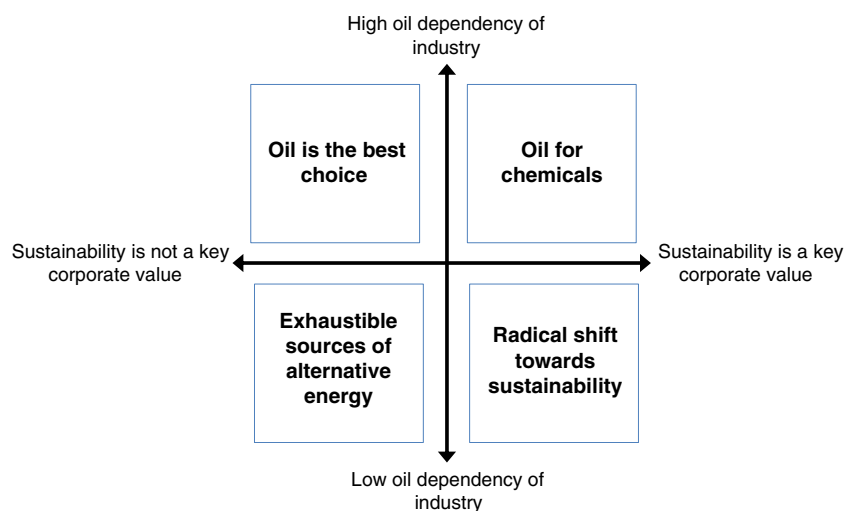 High oil dependency of
industry
Oil is the best
choice
Oil for
chemicals
Sustainability is not a key
corporate value
Sustainability is a key
corporate value
Exhaustible
sources of
alternative
energy
Radical shift
towards
sustainability
Low oil dependency of
industry